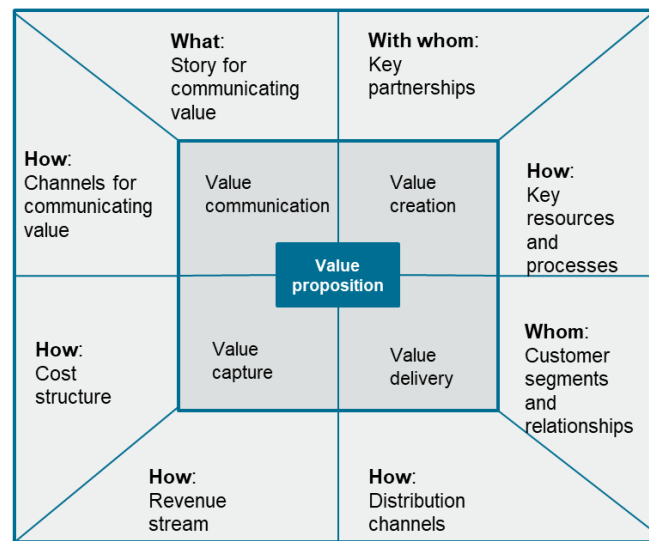 What:
Story for
communicating
value
With whom:
Key
partnerships
How:
Channels for
communicating
value
Value
communication
Value
creation
How:
Key
resources
and
processes
Value
proposition
How:
Cost
structure
Value
capture
Value
delivery
Whom:
Customer
segments
and
relationships
How:
Revenue
stream
How:
Distribution
channels